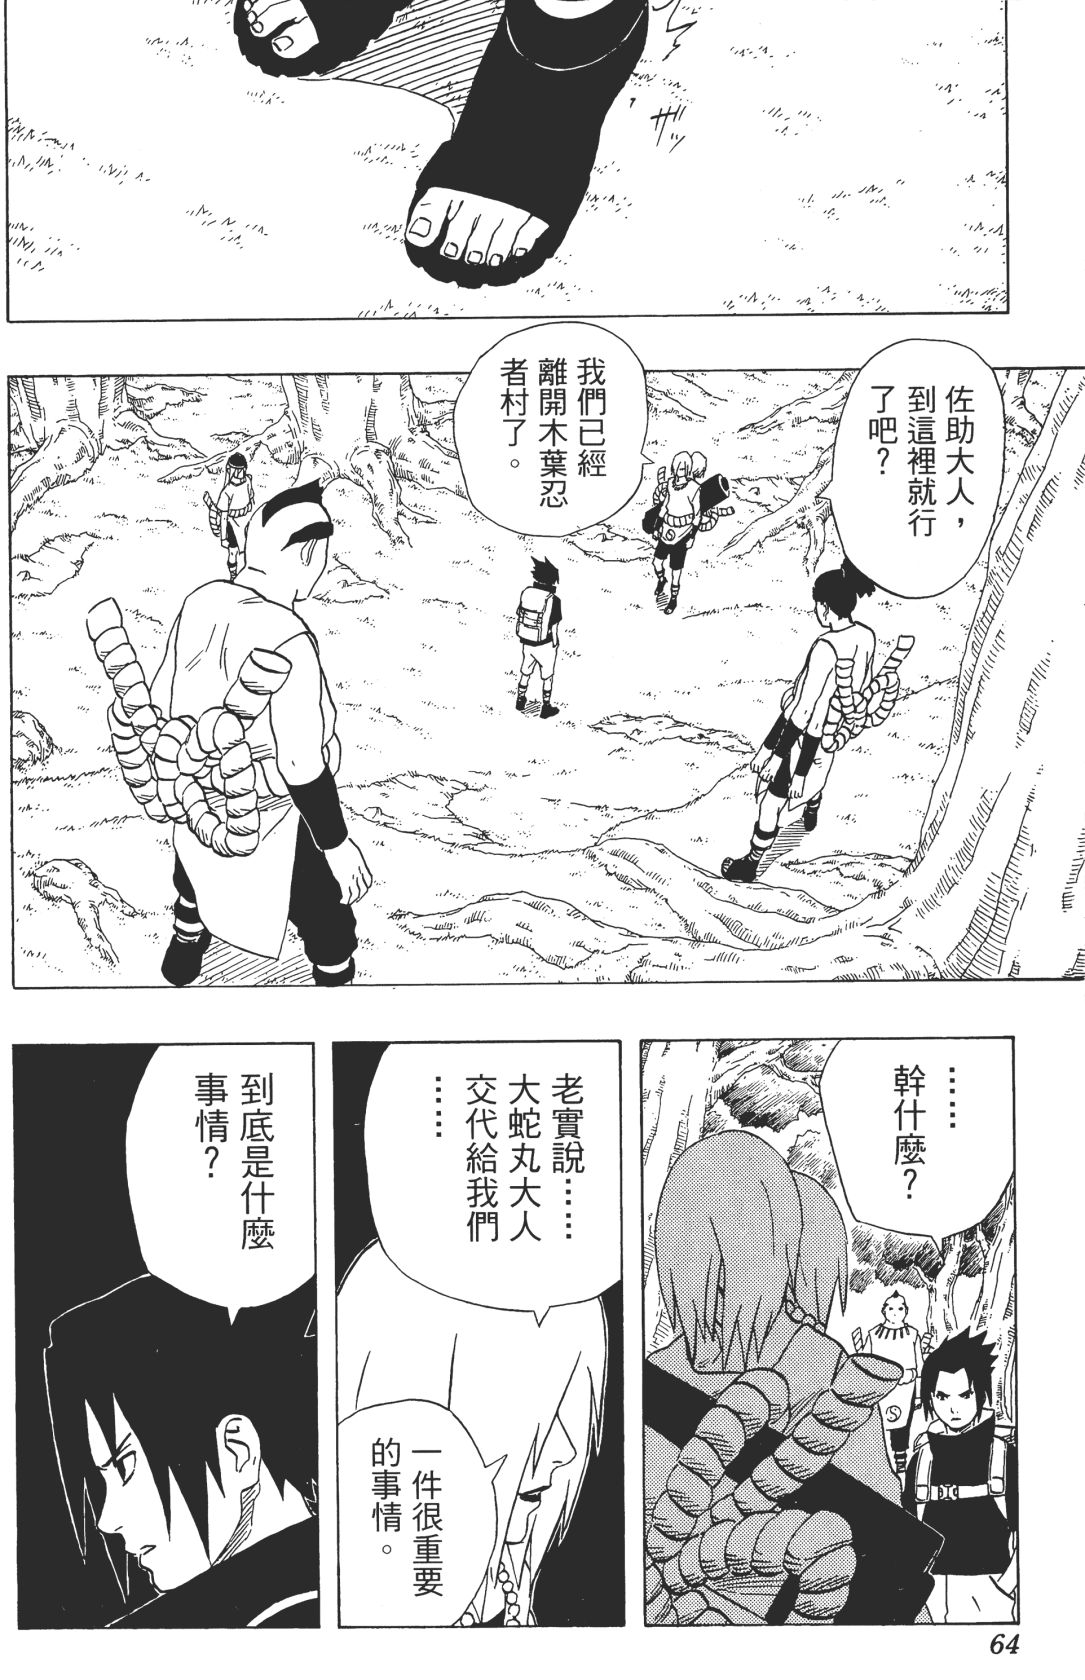 ザッ
佐助大人，
到這裡就行
了吧？
我們已經
離開木葉忍
者村了。
……
幹什麼？
老實說……
大蛇丸大人
交代給我們
……
一件很重要
的事情。
到底是什麼
事情？
64